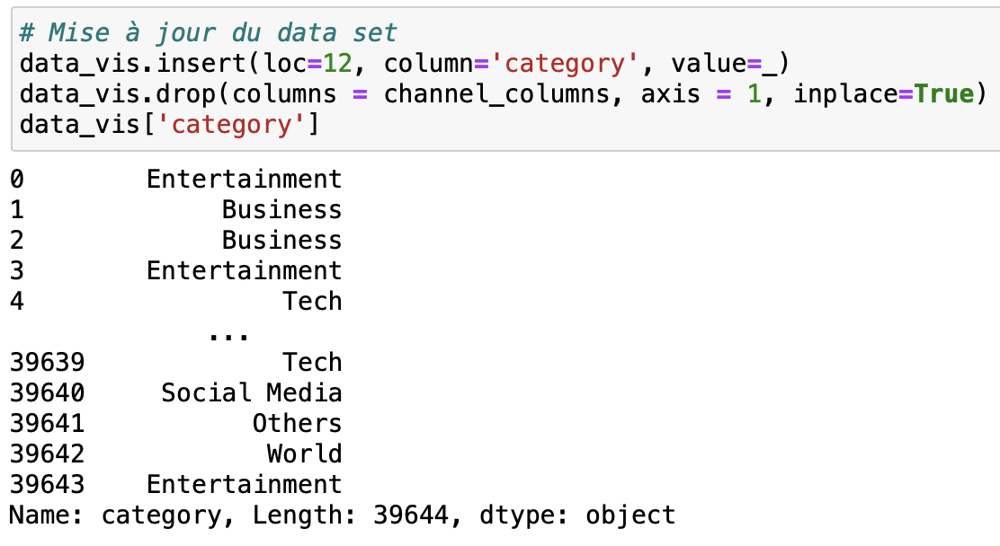 # Mise à jour du data set
data_vis.insert(loc=12, column='category', value=_)
data_vis.drop(columns = channel_columns, axis = 1, inplace=True)
data_vis['category']
0        Entertainment
1             Business
2             Business
3        Entertainment
4                 Tech
             ...
39639             Tech
39640     Social Media
39641           Others
39642            World
39643    Entertainment
Name: category, Length: 39644, dtype: object